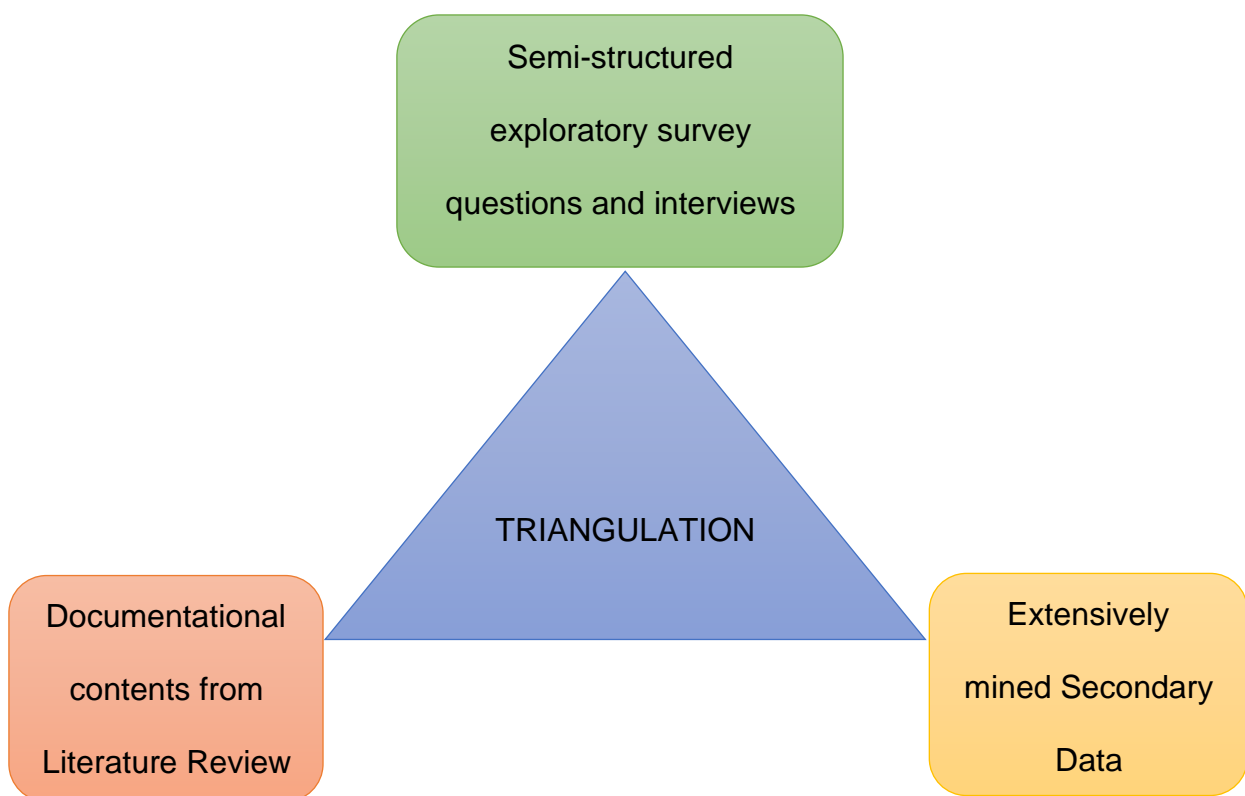 Semi-structured
exploratory survey
questions and interviews
TRIANGULATION
Documentational
contents from
Literature Review
Extensively
mined Secondary
Data